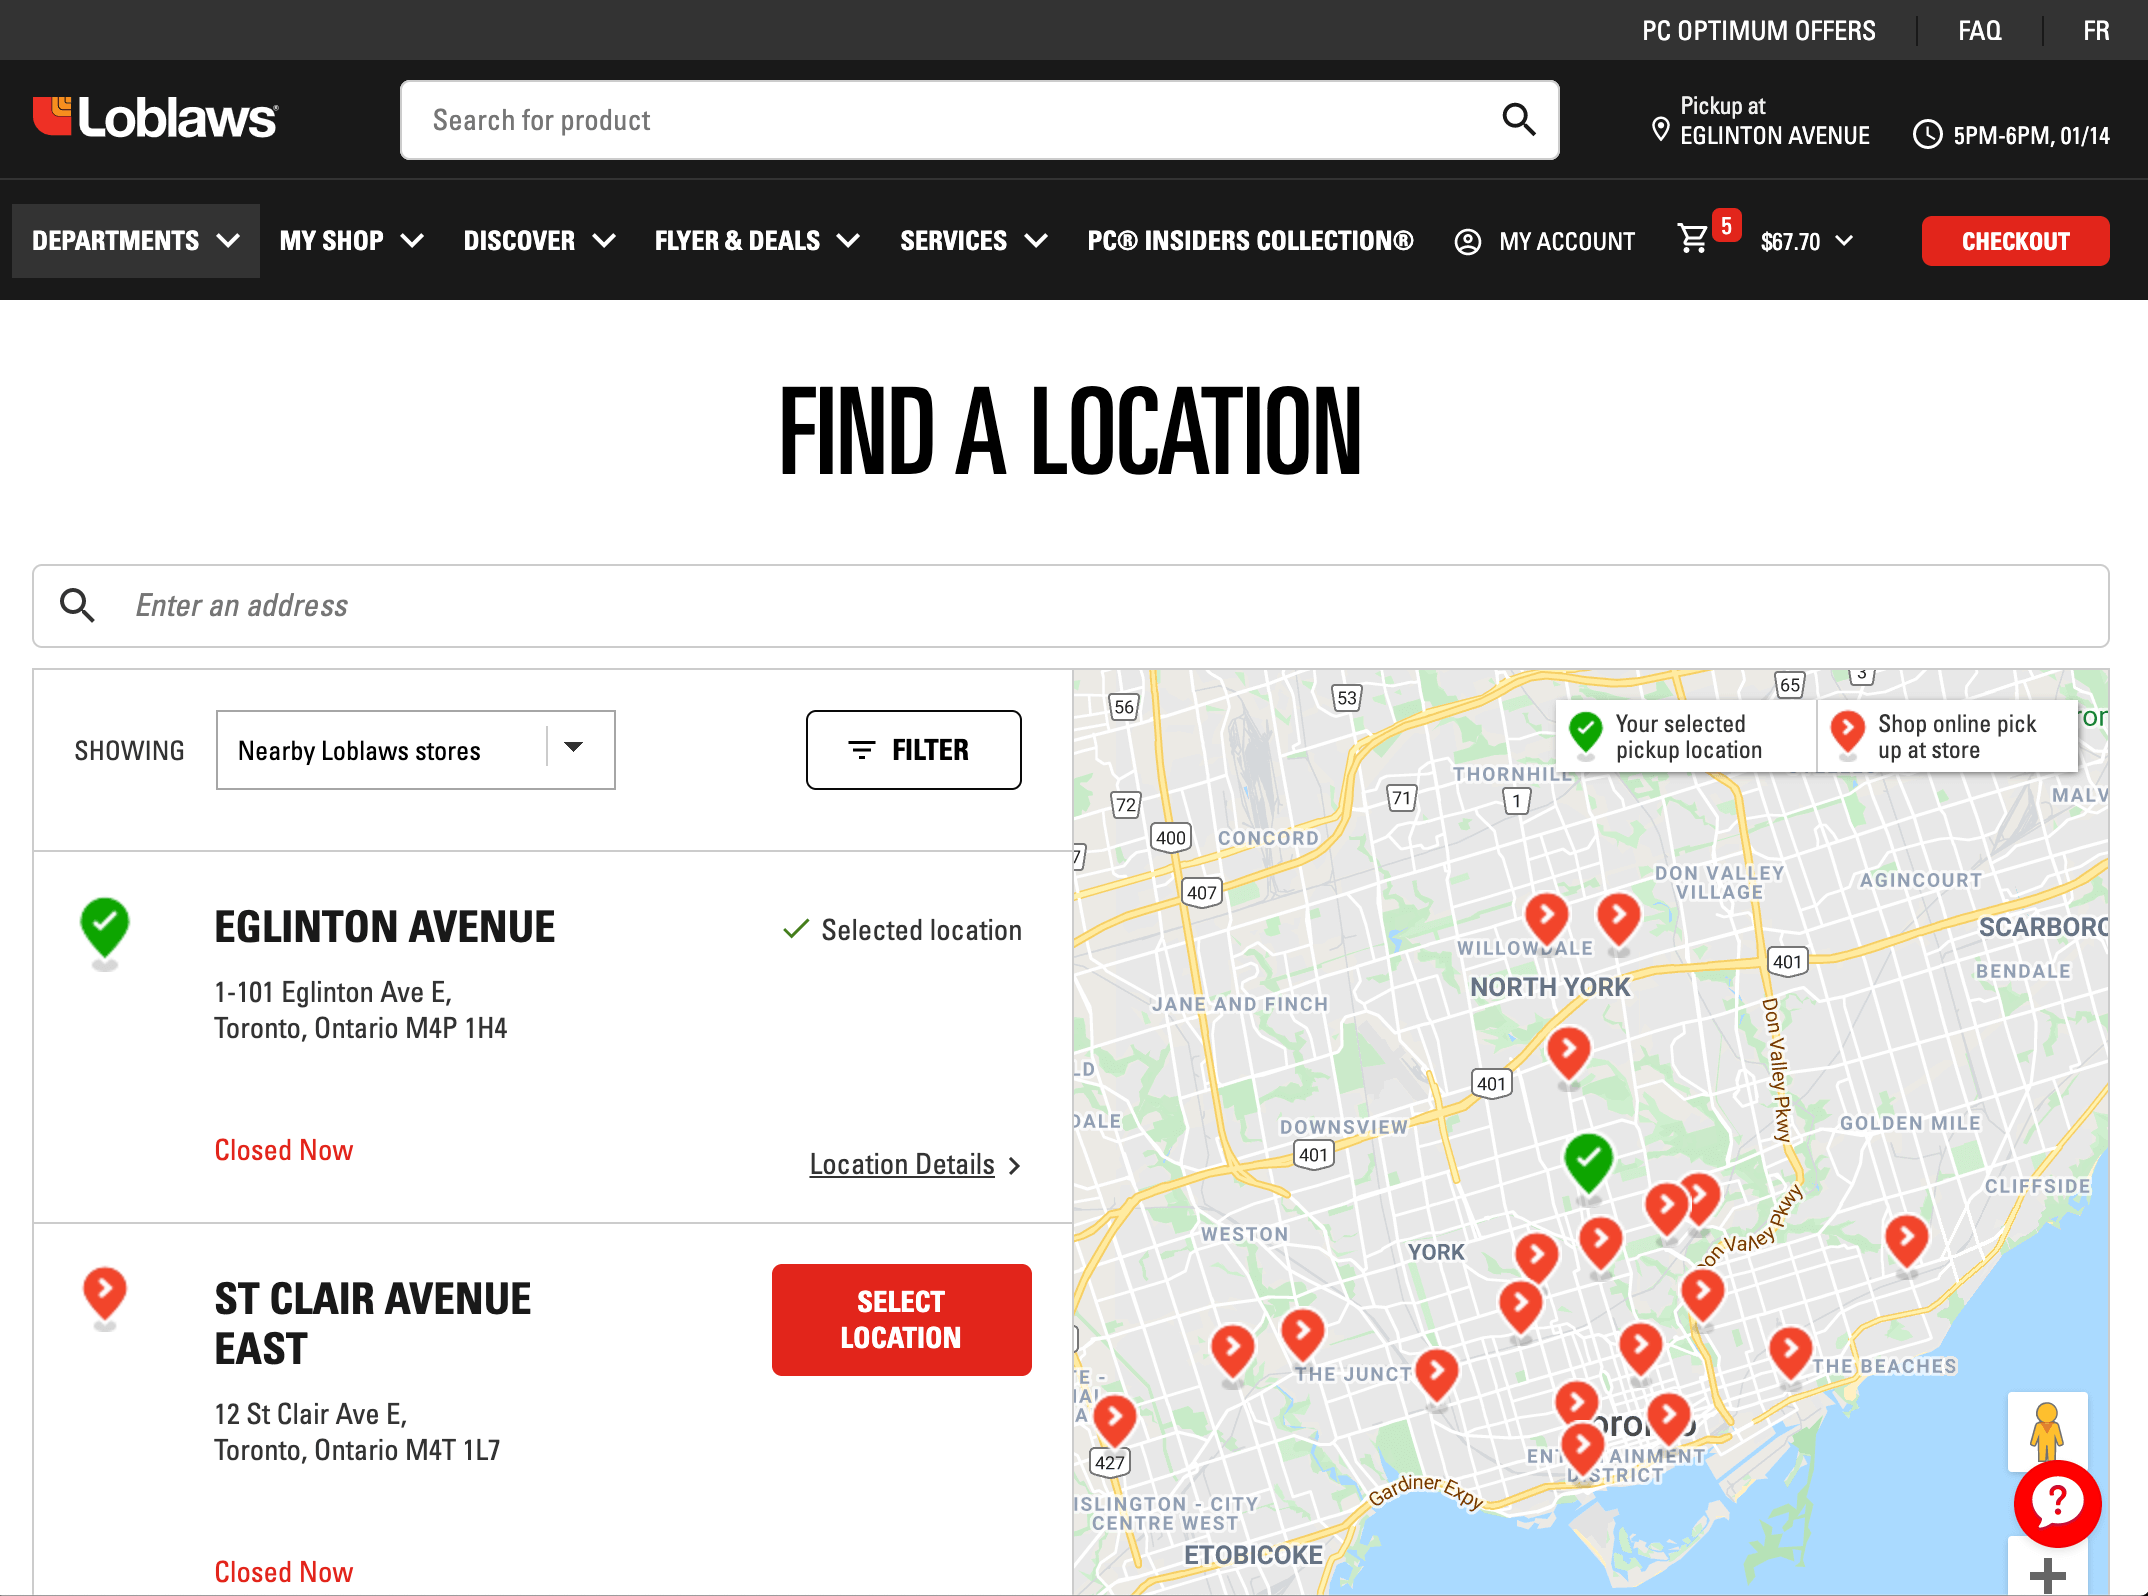 PC OPTIMUM OFFERS
FAQ
FR
Loblaws®
Search for product
Pickup at
EGLINTON AVENUE
5PM-6PM, 01/14
DEPARTMENTS
MY SHOP
DISCOVER
FLYER & DEALS
SERVICES
PC® INSIDERS COLLECTION®
MY ACCOUNT
5
$67.70
CHECKOUT
FIND A LOCATION
Enter an address
SHOWING
Nearby Loblaws stores
FILTER
EGLINTON AVENUE
Selected location
1-101 Eglinton Ave E,
Toronto, Ontario M4P 1H4
Closed Now
Location Details
ST CLAIR AVENUE
EAST
SELECT
LOCATION
12 St Clair Ave E,
Toronto, Ontario M4T 1L7
Closed Now
Your selected
pickup location
Shop online pick
up at store
56
53
65
3
THORNHILL
72
71
1
MALV
400
CONCORD
7
407
DON VALLEY
VILLAGE
AGINCOURT
SCARBORO
WILLOWDALE
401
BENDALE
NORTH YORK
JANE AND FINCH
Don Valley Pkwy
LD
401
DALE
DOWNSVIEW
401
GOLDEN MILE
CLIFFSIDE
WESTON
YORK
Don Valley Pkwy
THE JUNCT
THE BEACHES
427
ENT AINMENT
DISTRICT
Gardiner Expy
ISLINGTON - CITY
CENTRE WEST
ETOBICOKE
?